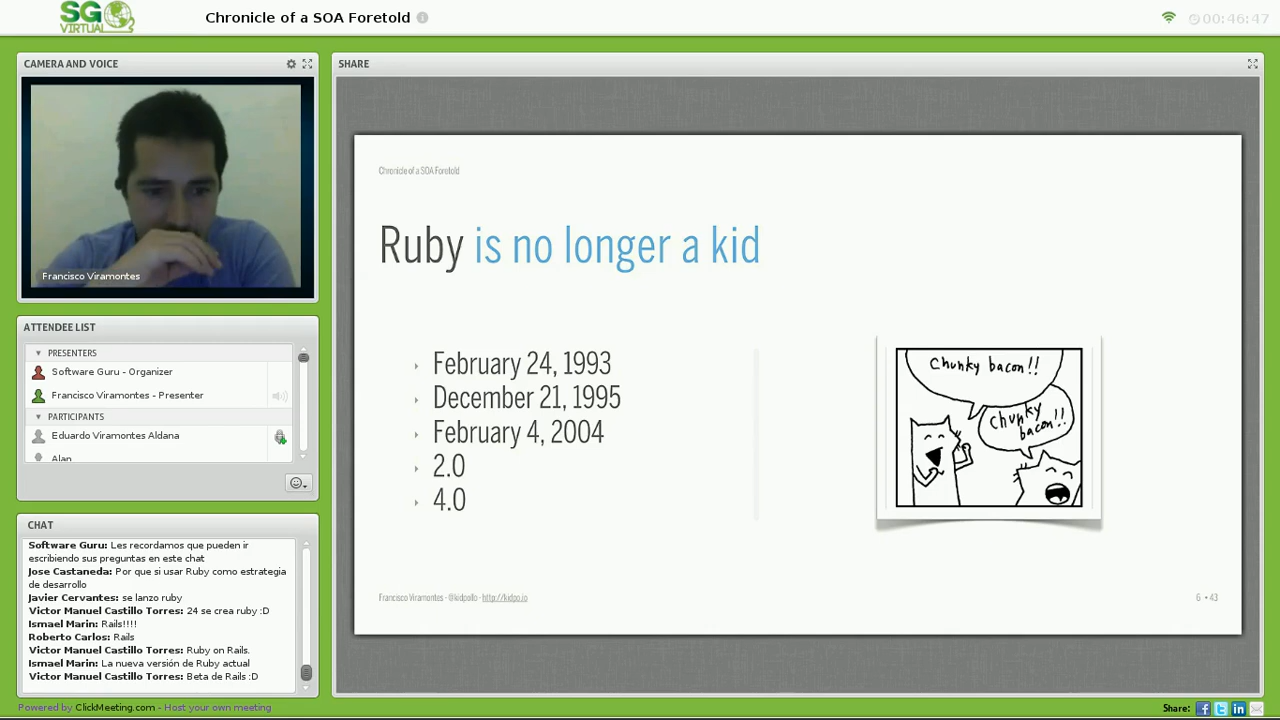 SG
VIRTUAL
Chronicle of a SOA Foretold
00:46:47
CAMERA AND VOICE
Francisco Viramontes
ATTENDEE LIST
PRESENTERS
Software Guru - Organizer
Francisco Viramontes - Presenter
PARTICIPANTS
Eduardo Viramontes Aldana
Alan
CHAT
Software Guru: Les recordamos que pueden ir
escribiendo sus preguntas en este chat
Jose Castaneda: Por que si usar Ruby como estrategia
de desarrollo
Javier Cervantes: se lanzo ruby
Victor Manuel Castillo Torres: 24 se crea ruby :D
Ismael Marin: Rails!!!!
Roberto Carlos: Rails
Victor Manuel Castillo Torres: Ruby on Rails.
Ismael Marin: La nueva versión de Ruby actual
Victor Manuel Castillo Torres: Beta de Rails :D
SHARE
Chronicle of a SOA Foretold
Ruby is no longer a kid
February 24, 1993
December 21, 1995
February 4, 2004
2.0
4.0
Chunky bacon!!
Chunky
bacon!!
Francisco Viramontes - @kidpollo - http://kidpo.io
6 • 43
Powered by ClickMeeting.com - Host your own meeting
Share: